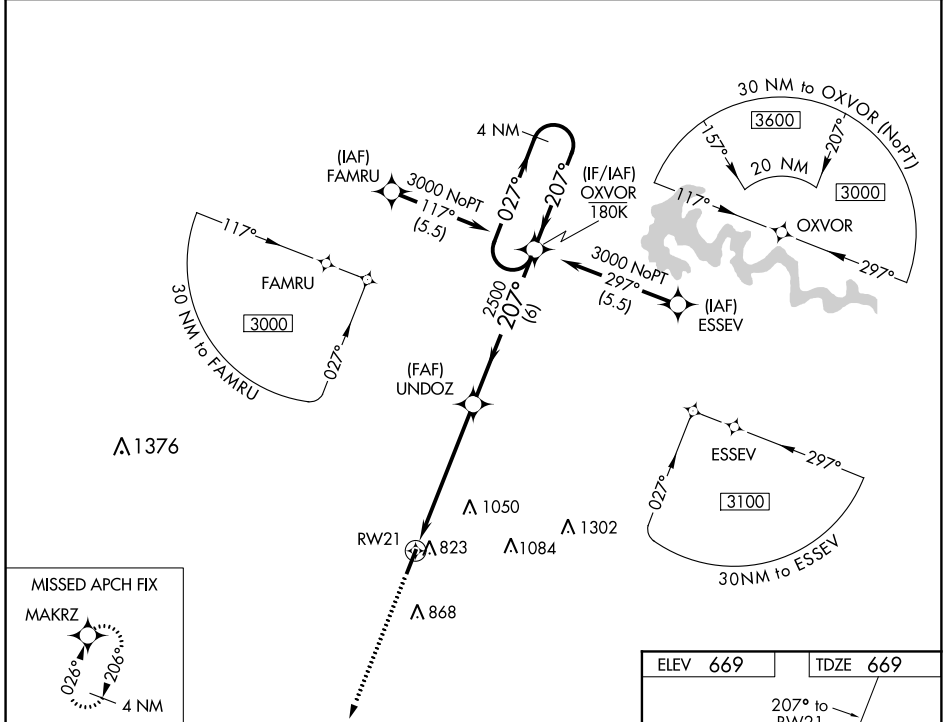 30 NM to OXVOR (NoPT)
3600
157°
207°
20 NM
3000
117°
OXVOR
297°
4 NM
(IAF)
FAMRU
3000 NoPT
117°
(5.5)
027°
207°
(IF/IAF)
OXVOR
180K
3000 NoPT
297°
(5.5)
(IAF)
ESSEV
117°
FAMRU
3000
027°
30 NM to FAMRU
2500
207°
(6)
(FAF)
UNDOZ
1376
ESSEV
297°
027°
3100
30NM to ESSEV
1050
1302
RW21
823
1084
868
MISSED APCH FIX
MAKRZ
026°
206°
4 NM
ELEV 669
TDZE 669
207° to
RW21